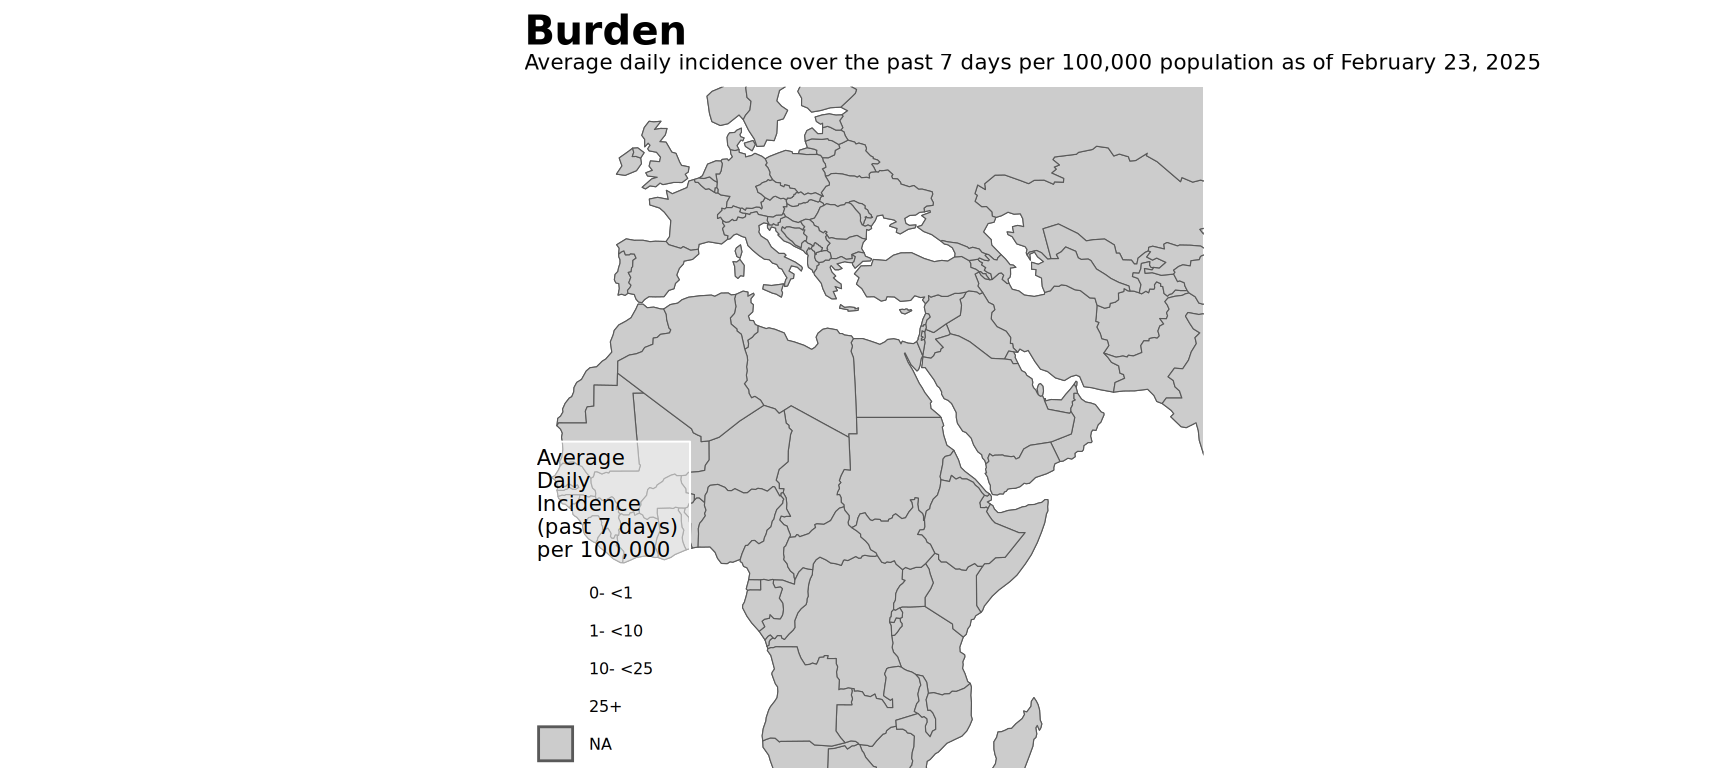 Burden
Average daily incidence over the past 7 days per 100,000 population as of February 23, 2025
Average
Daily
Incidence
(past 7 days)
per 100,000
0- <1
1- <10
10- <25
25+
NA